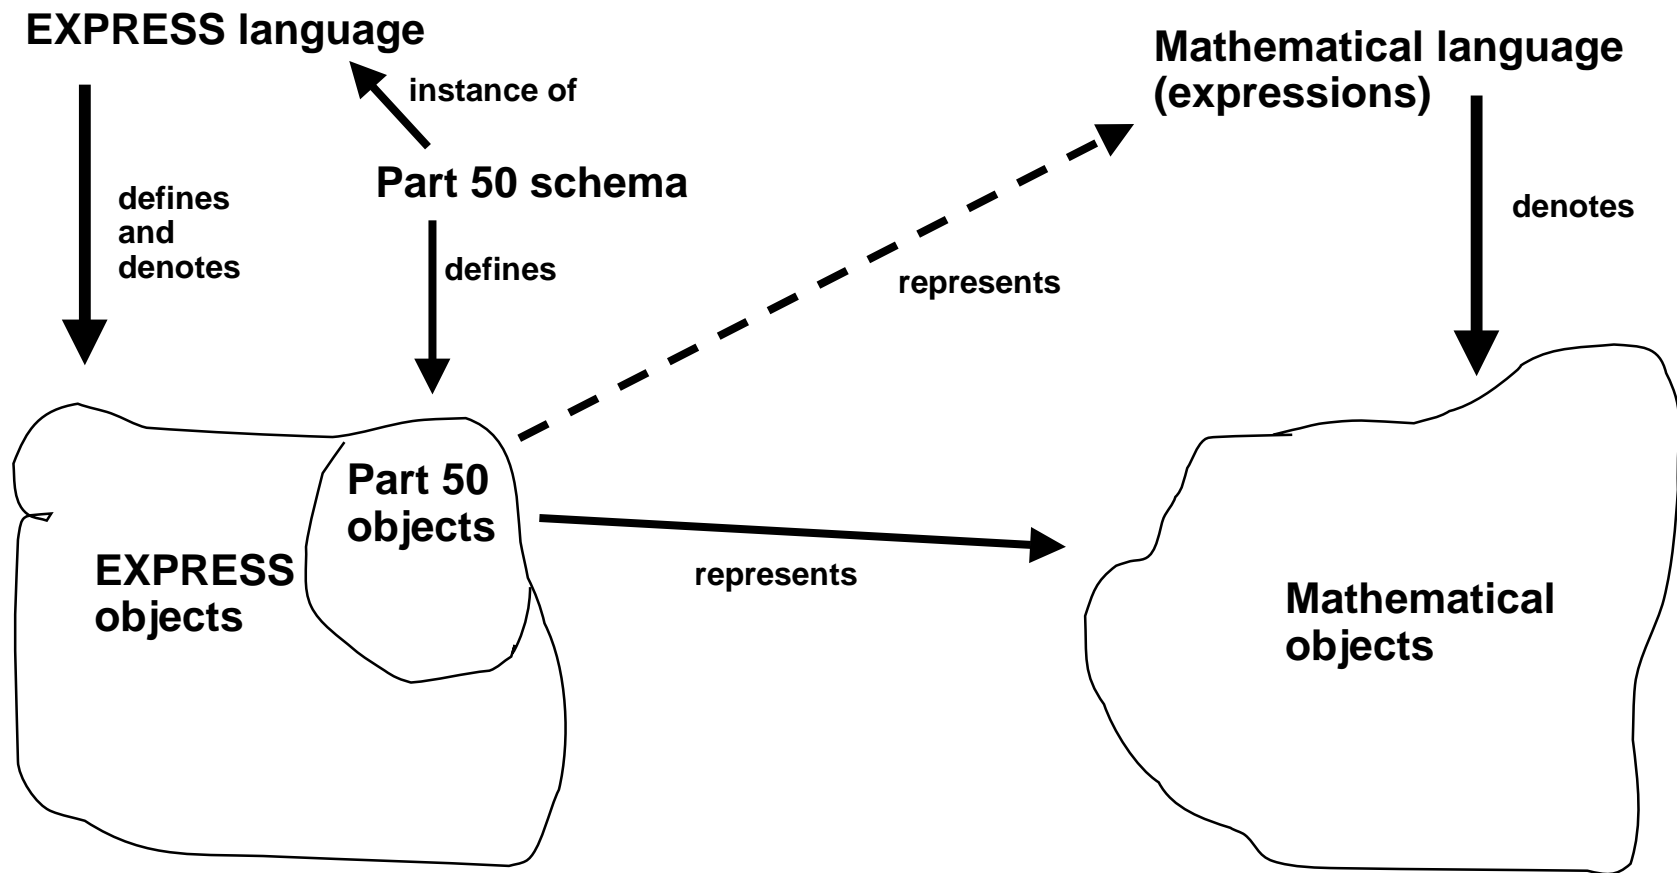 EXPRESS language
instance of
Part 50 schema
defines
and
denotes
defines
Mathematical language
(expressions)
denotes
represents
Part 50
objects
EXPRESS
objects
represents
Mathematical
objects